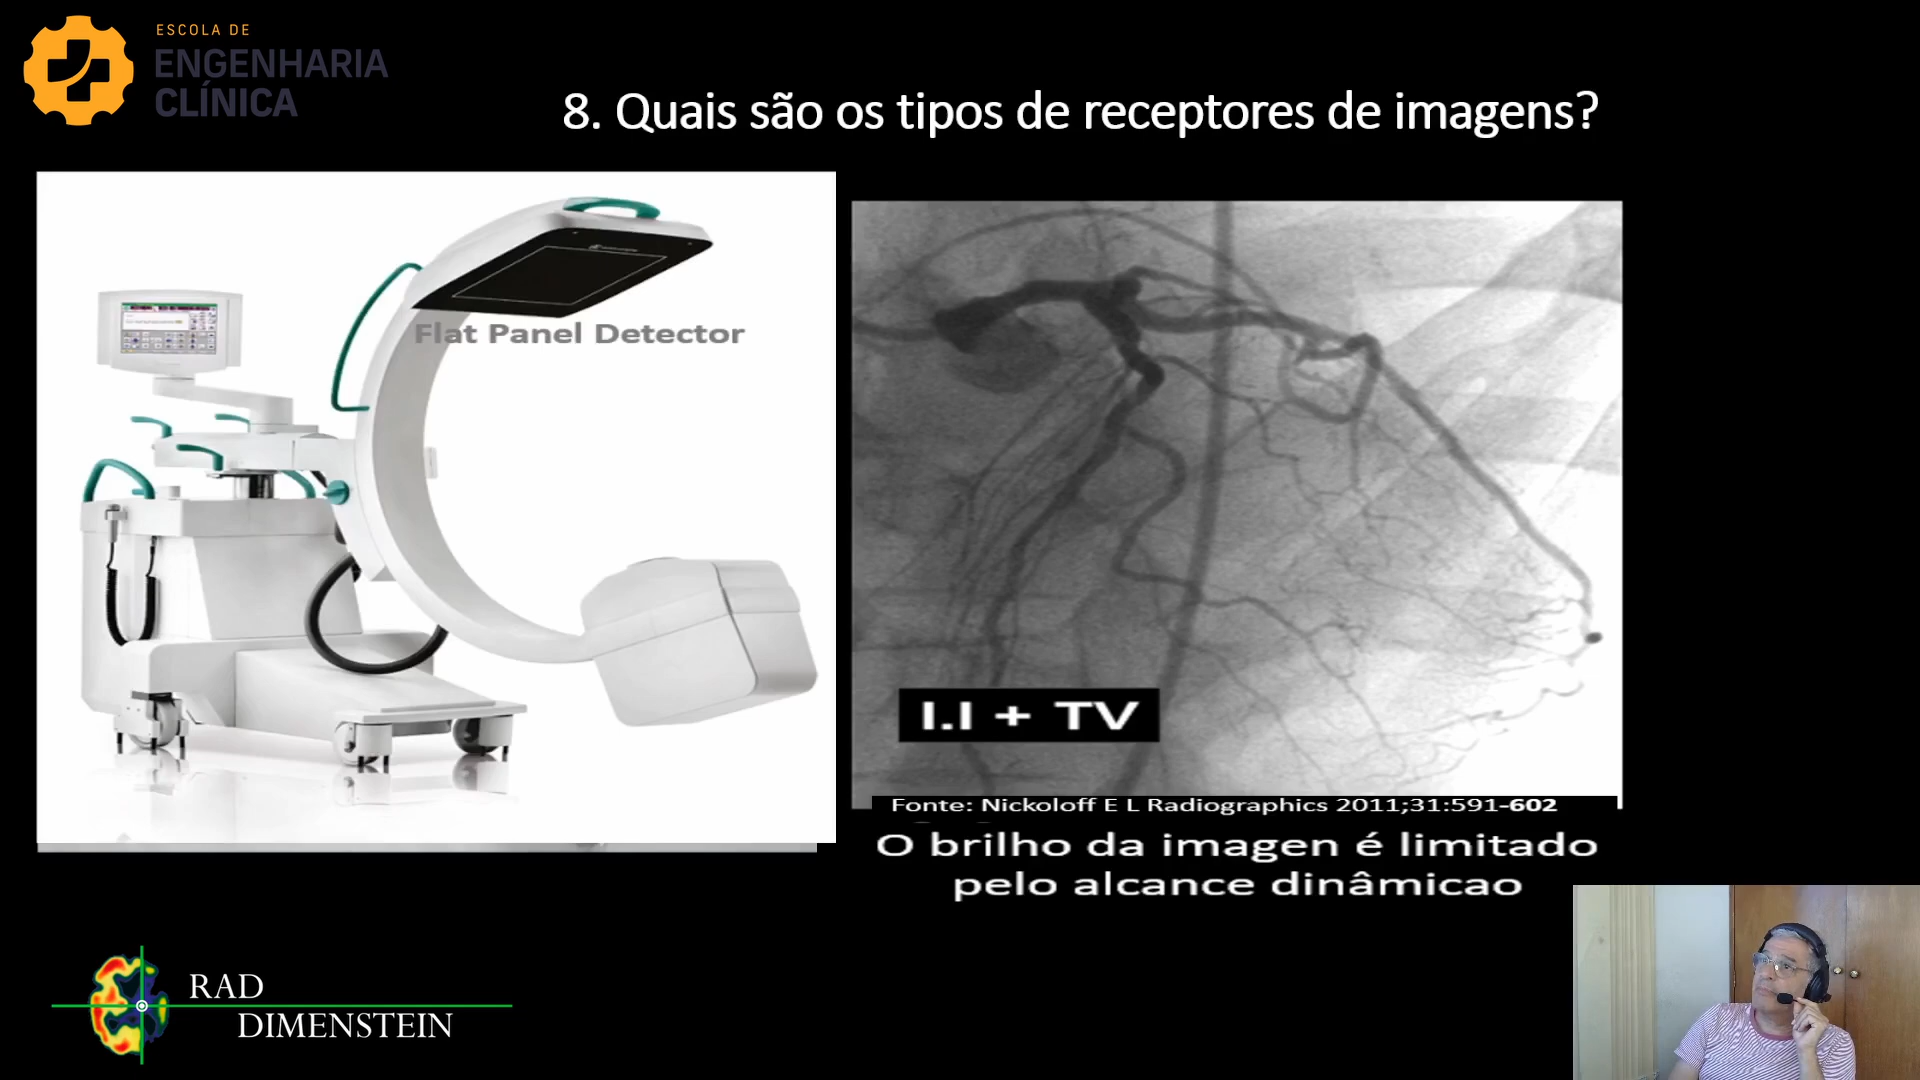 ESCOLA DE
ENGENHARIA
CLÍNICA
8. Quais são os tipos de receptores de imagens?
Flat Panel Detector
I.I + TV
Fonte: Nickoloff E L Radiographics 2011;31:591-602
O brilho da imagen é limitado
pelo alcance dinâmicao
RAD
DIMENSTEIN